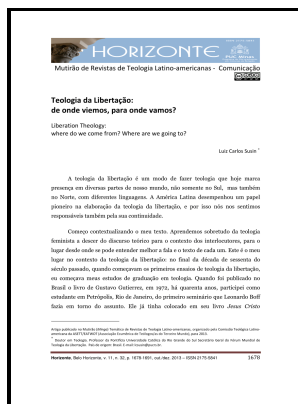 HORIZONTE
Mutirão de Revistas de Teologia Latino-americanas - Comunicação
Teologia da Libertação:
de onde viemos, para onde vamos?
Liberation Theology:
where do we come from? Where are we going to?
Luiz Carlos Susin *
A teologia da libertação é um modo de fazer teologia que hoje marca
presença em diversas partes de nosso mundo, não somente no Sul, mas também
no Norte, com diferentes linguagens. A América Latina desempenhou um papel
pioneiro na elaboração da teologia da libertação, e por isso nós nos sentimos
responsáveis também pela sua continuidade.
Começo contextualizando o meu texto. Aprendemos sobretudo da teologia
feminista a descer do discurso teórico para o contexto dos interlocutores, para o
lugar desde onde se pode entender melhor a fala e o texto de cada um. Este é o meu
lugar no contexto da teologia da libertação: no final da década de sessenta do
século passado, quando começavam os primeiros ensaios de teologia da libertação,
eu começava meus estudos de graduação em teologia. Quando foi publicado no
Brasil o livro de Gustavo Gutierrez, em 1972, há quarenta anos, participei como
estudante em Petrópolis, Rio de Janeiro, do primeiro seminário que Leonardo Boff
fazia em torno do assunto. Ele já tinha colocado em seu livro Jesus Cristo
Horizonte, Belo Horizonte, v. 11, n. 32, p. 1678-1691, out./dez. 2013 – ISSN 2175-5841
1678